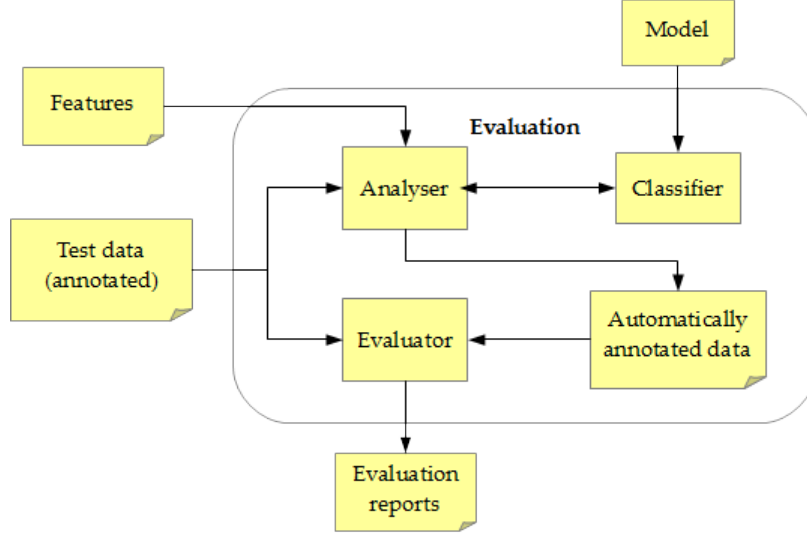 Model
Features
Evaluation
Analyser
Classifier
Test data
(annotated)
Evaluator
Automatically
annotated data
Evaluation
reports